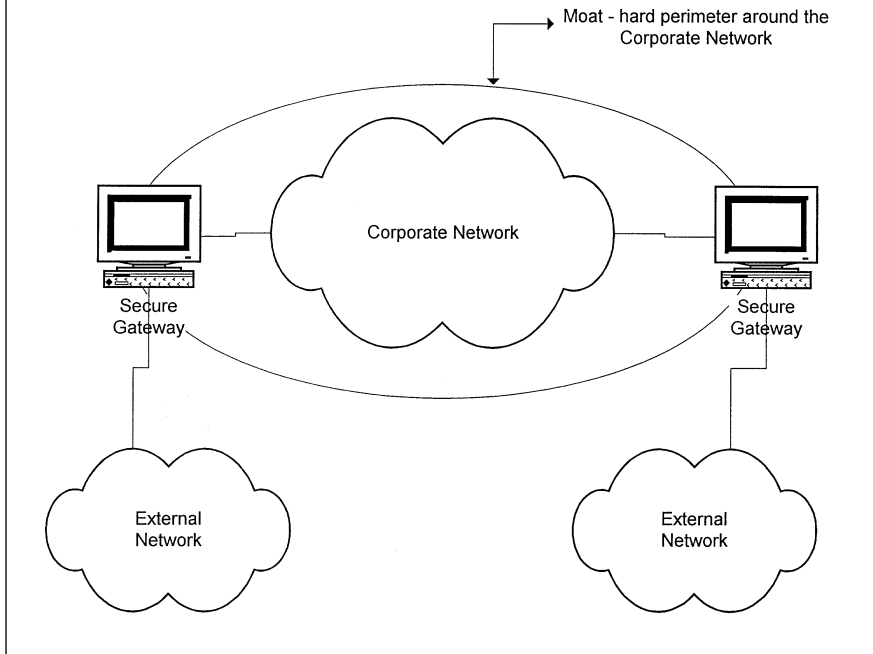 Moat - hard perimeter around the
Corporate Network
Corporate Network
Secure
Gateway
Secure
Gateway
External
Network
External
Network